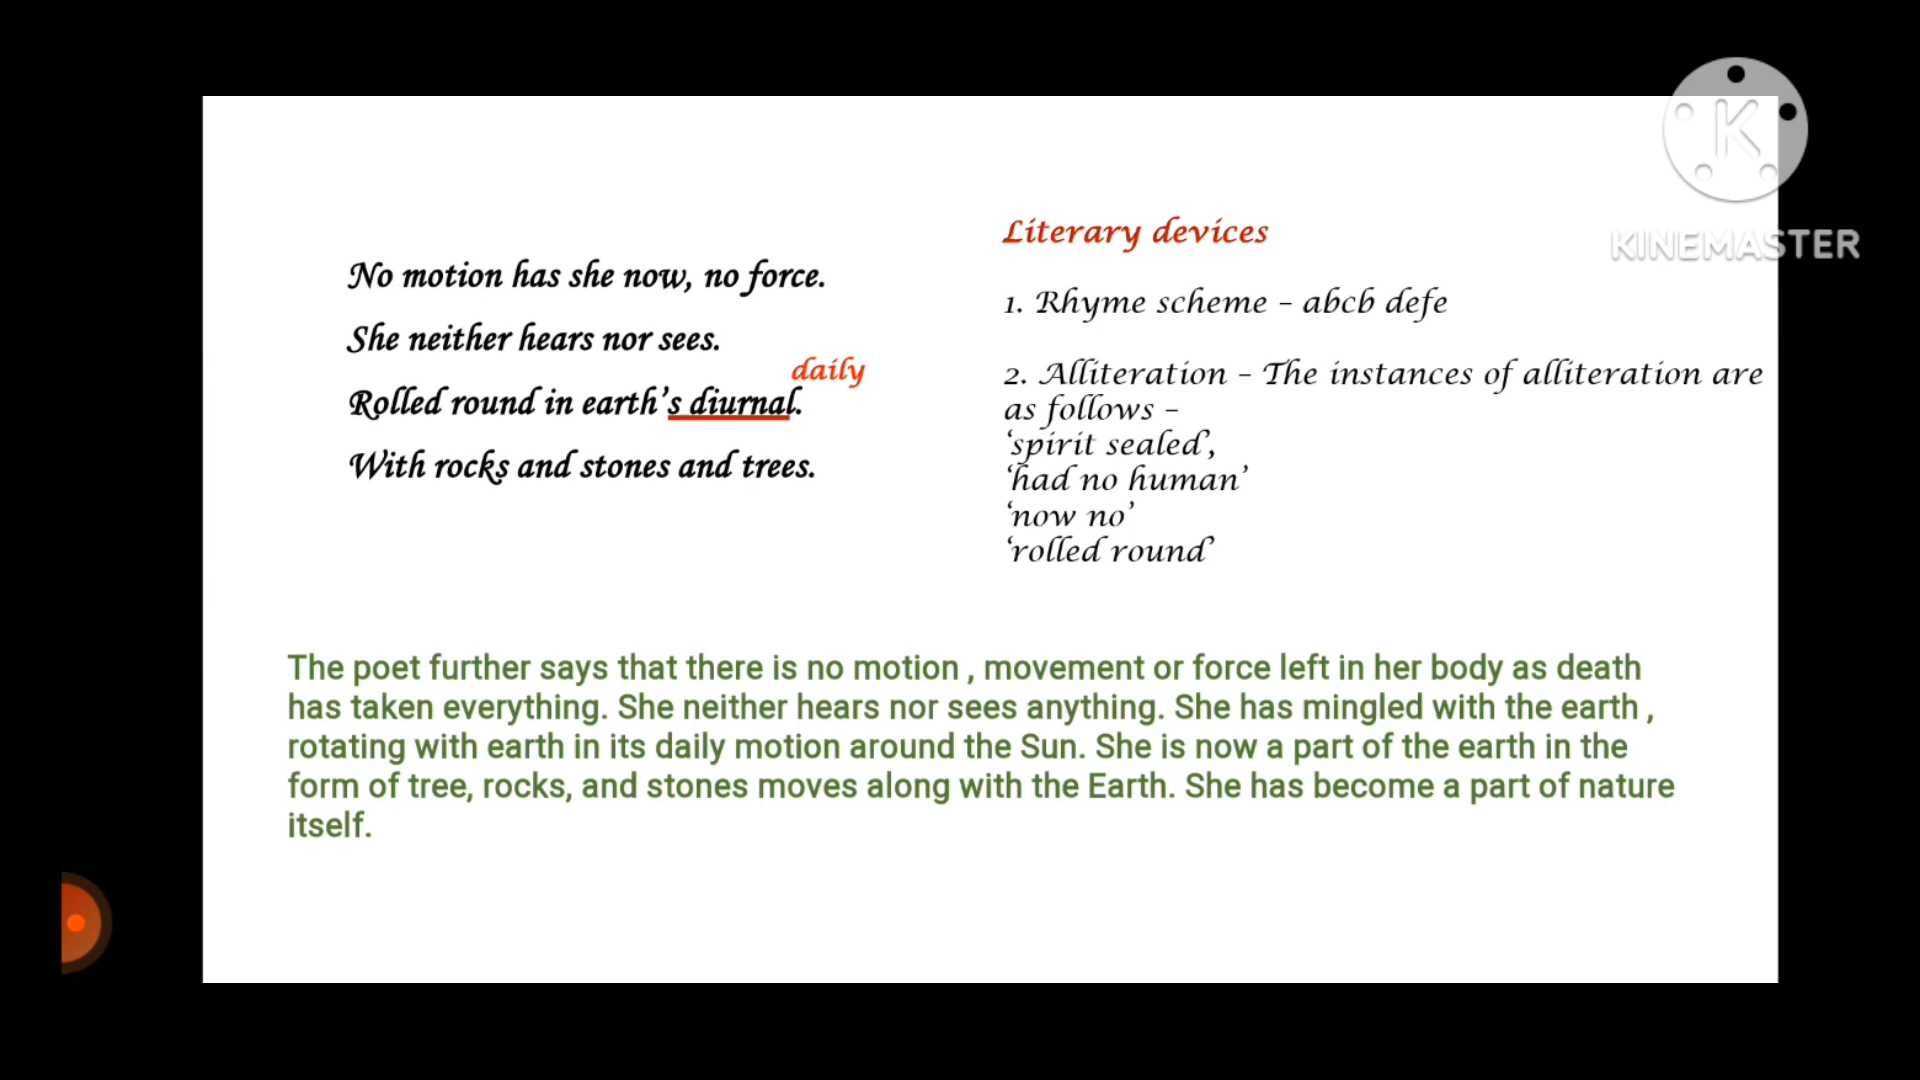 No motion has she now, no force.
She neither hears nor sees.
daily
Rolled round in earth's diurnal.
With rocks and stones and trees.
Literary devices
1. Rhyme scheme – abcb defe
2. Alliteration – The instances of alliteration are
as follows –
‘spirit sealed’,
‘had no human’
‘now no’
‘rolled round’
The poet further says that there is no motion , movement or force left in her body as death
has taken everything. She neither hears nor sees anything. She has mingled with the earth ,
rotating with earth in its daily motion around the Sun. She is now a part of the earth in the
form of tree, rocks, and stones moves along with the Earth. She has become a part of nature
itself.
K
KINEMASTER